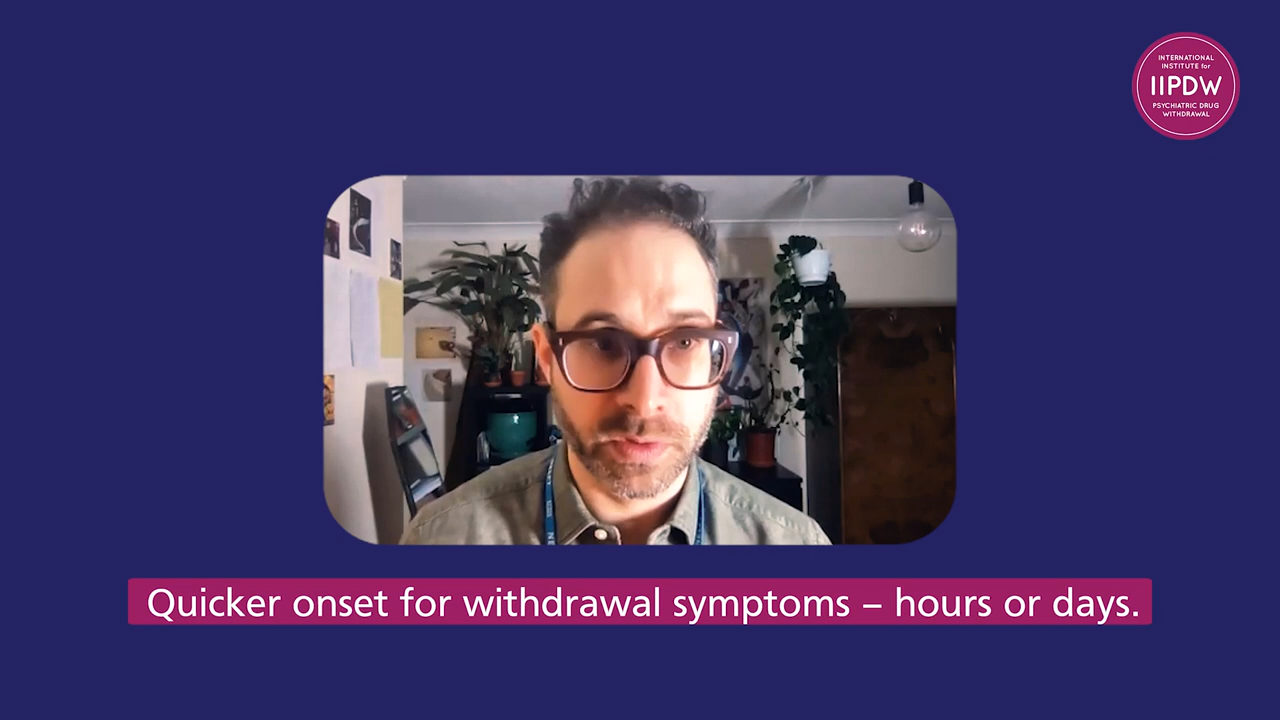 INTERNATIONAL
INSTITUTE for
IIPDW
PSYCHIATRIC DRUG
WITHDRAWAL
Quicker onset for withdrawal symptoms – hours or days.